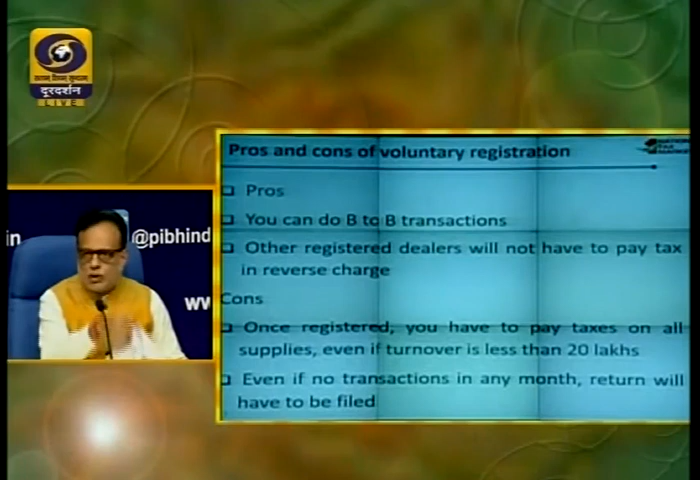 दूरदर्शन
LIVE
@pibhind
in
Pros and cons of voluntary registration
Pros
You can do B to B transactions
Other registered dealers will not have to pay tax
in reverse charge
Cons
Once registered, you have to pay taxes on all
supplies, even if turnover is less than 20 lakhs
Even if no transactions in any month, return will
have to be filed